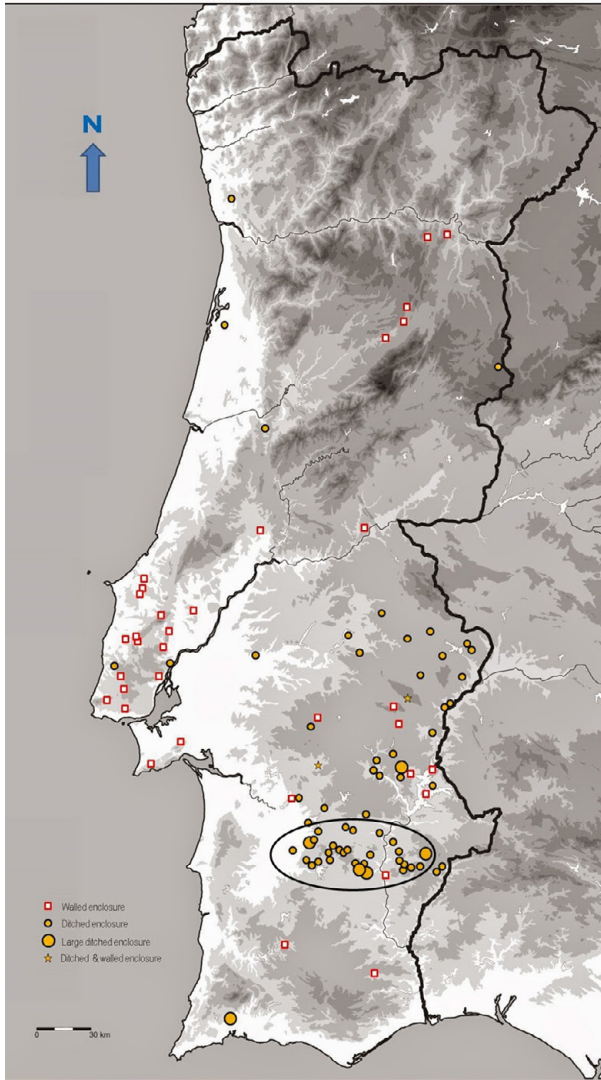 N
Walled enclosure
Ditched enclosure
Large ditched enclosure
Ditched & walled enclosure
0 30 km